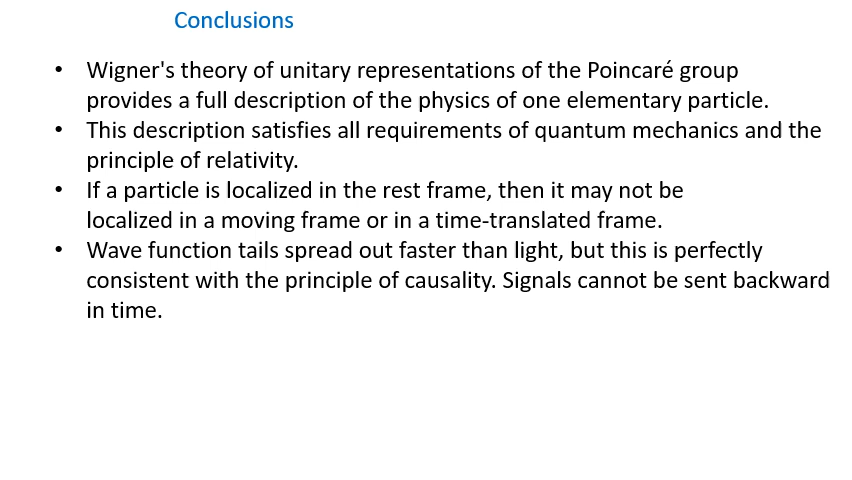 Conclusions
• Wigner's theory of unitary representations of the Poincaré group
provides a full description of the physics of one elementary particle.
• This description satisfies all requirements of quantum mechanics and the
principle of relativity.
• If a particle is localized in the rest frame, then it may not be
localized in a moving frame or in a time-translated frame.
• Wave function tails spread out faster than light, but this is perfectly
consistent with the principle of causality. Signals cannot be sent backward
in time.